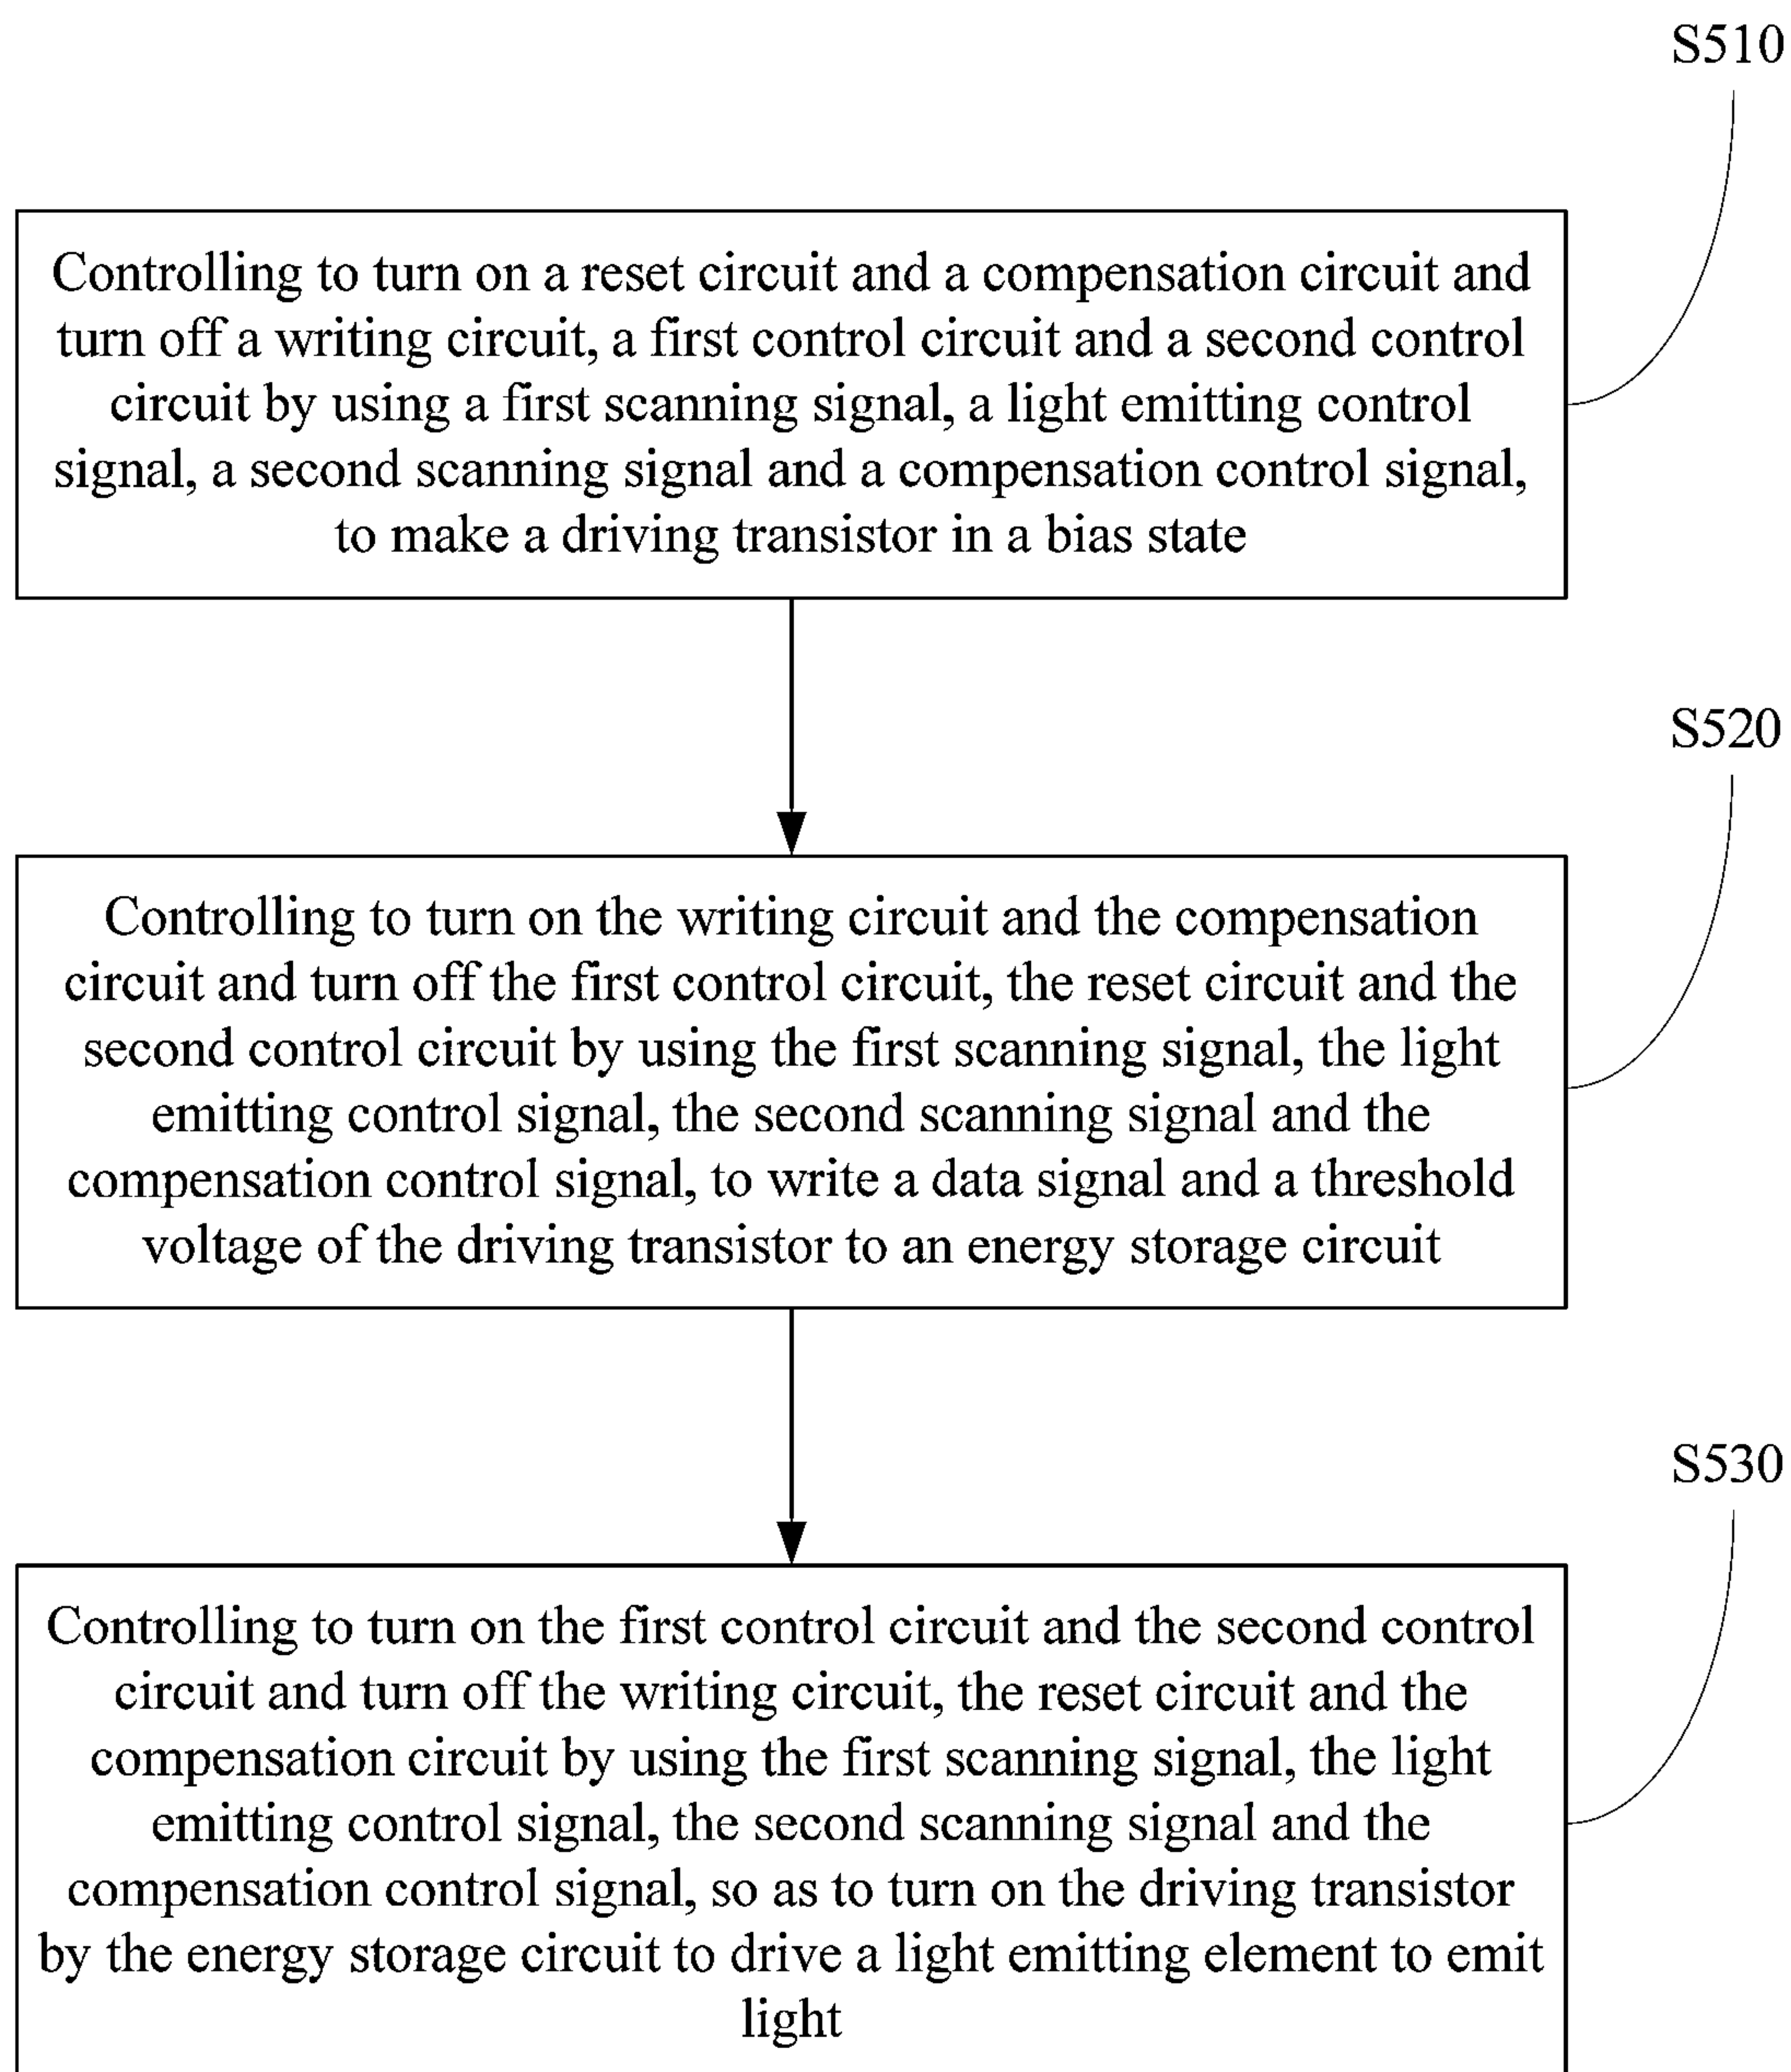 S510
Controlling to turn on a reset circuit and a compensation circuit and
turn off a writing circuit, a first control circuit and a second control
circuit by using a first scanning signal, a light emitting control
signal, a second scanning signal and a compensation control signal,
to make a driving transistor in a bias state
S520
Controlling to turn on the writing circuit and the compensation
circuit and turn off the first control circuit, the reset circuit and the
second control circuit by using the first scanning signal, the light
emitting control signal, the second scanning signal and the
compensation control signal, to write a data signal and a threshold
voltage of the driving transistor to an energy storage circuit
S530
Controlling to turn on the first control circuit and the second control
circuit and turn off the writing circuit, the reset circuit and the
compensation circuit by using the first scanning signal, the light
emitting control signal, the second scanning signal and the
compensation control signal, so as to turn on the driving transistor
by the energy storage circuit to drive a light emitting element to emit
light